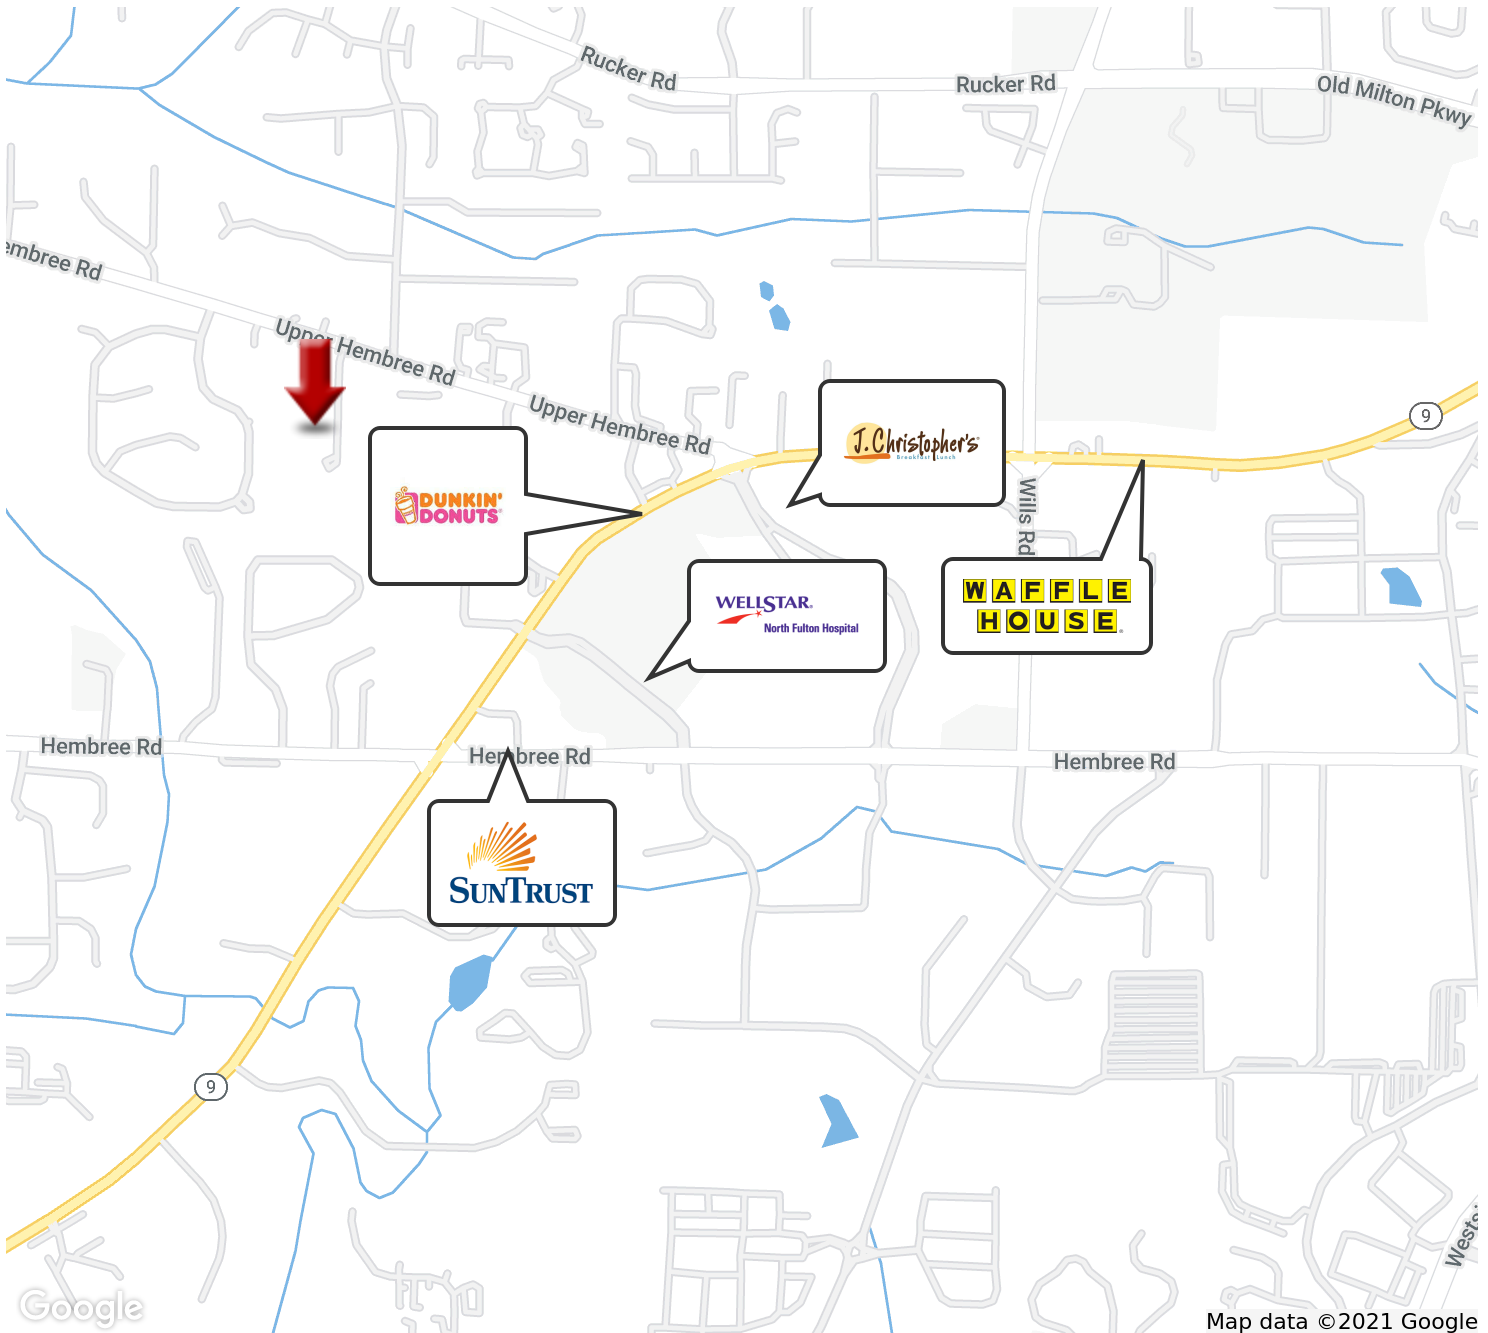 Rucker Rd
Rucker Rd
Old Milton Pkwy
embree Rd
Upper Hembree Rd
Upper Hembree Rd
9
J. Christopher's
Breakfast Lunch
DUNKIN'
DONUTS
Wills Rd
WELLSTAR
North Fulton Hospital
WAFFLE
HOUSE
Hembree Rd
Hembree Rd
Hembree Rd
SUNTRUST
9
Google
Map data ©2021 Google